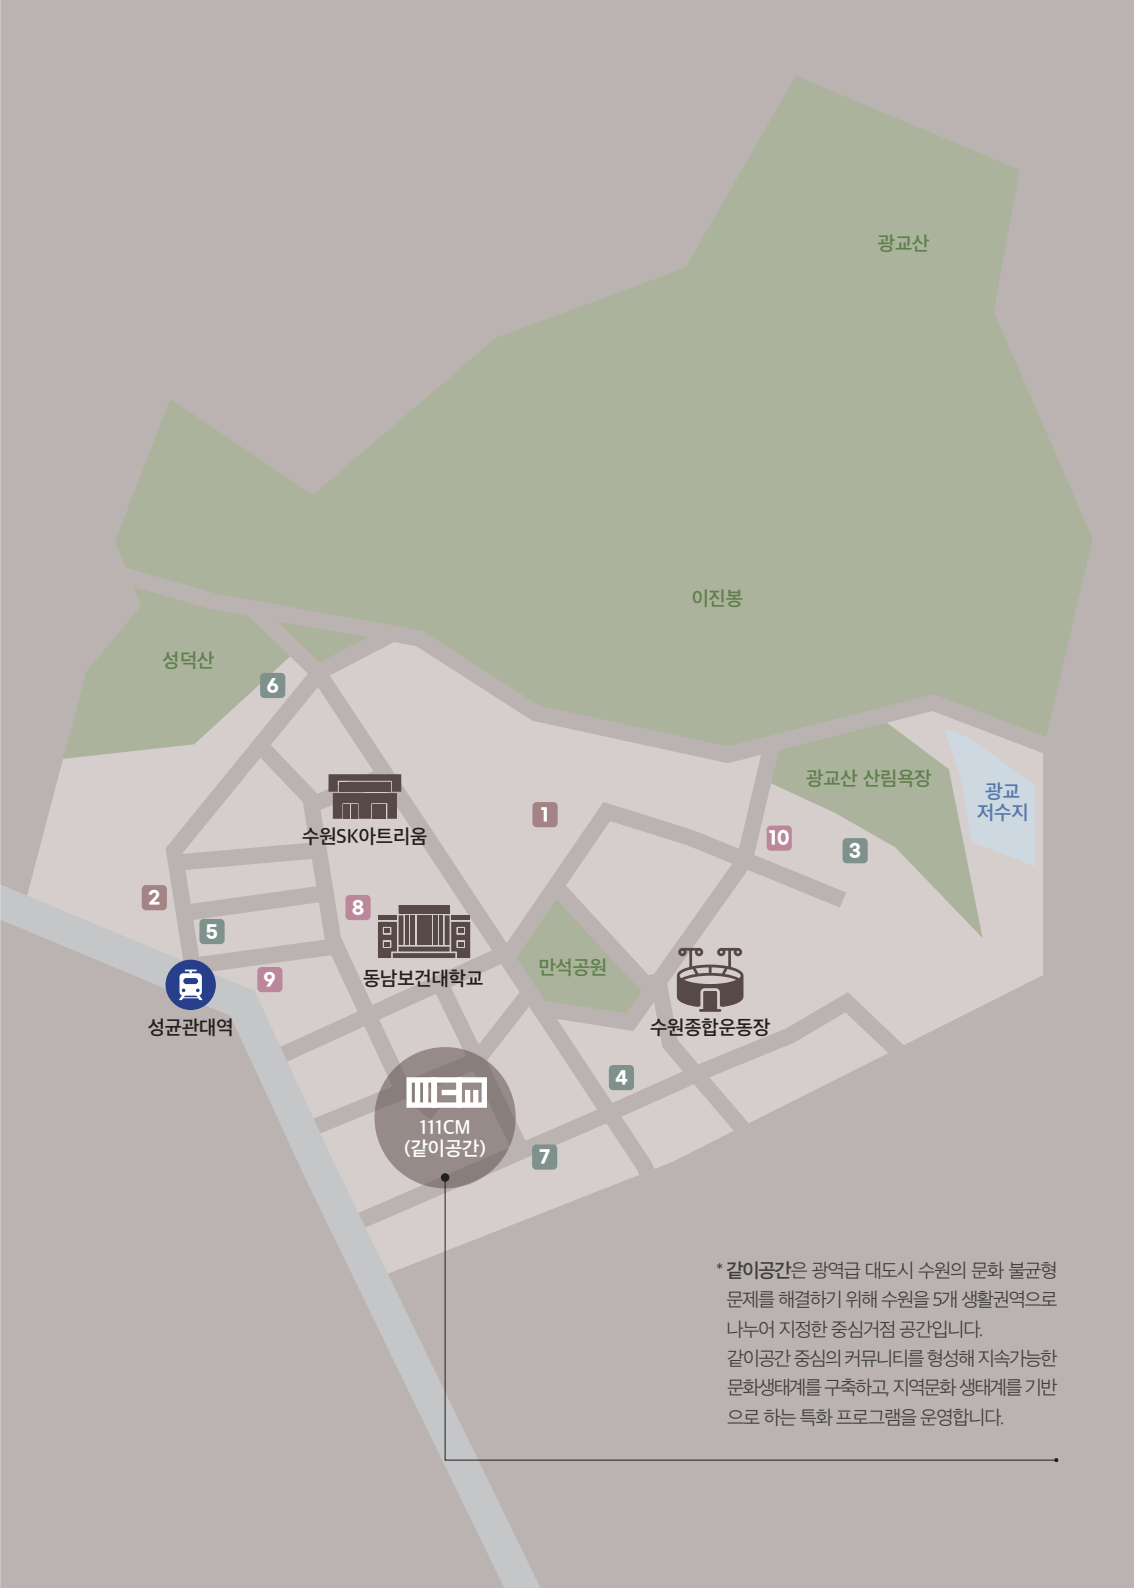 광교산
이진봉
성덕산
6
광교산 산림욕장
광교
저수지
수원SK아트리움
1
10
3
2
8
5
동남보건대학교
만석공원
9
성균관대역
수원종합운동장
4
111CM
111CM
(같이공간)
7
* 같이공간은 광역급 대도시 수원의 문화 불균형
문제를 해결하기 위해 수원을 5개 생활권역으로
나누어 지정한 중심거점 공간입니다.
같이공간 중심의 커뮤니티를 형성해 지속가능한
문화생태계를 구축하고, 지역문화 생태계를 기반
으로 하는 특화 프로그램을 운영합니다.